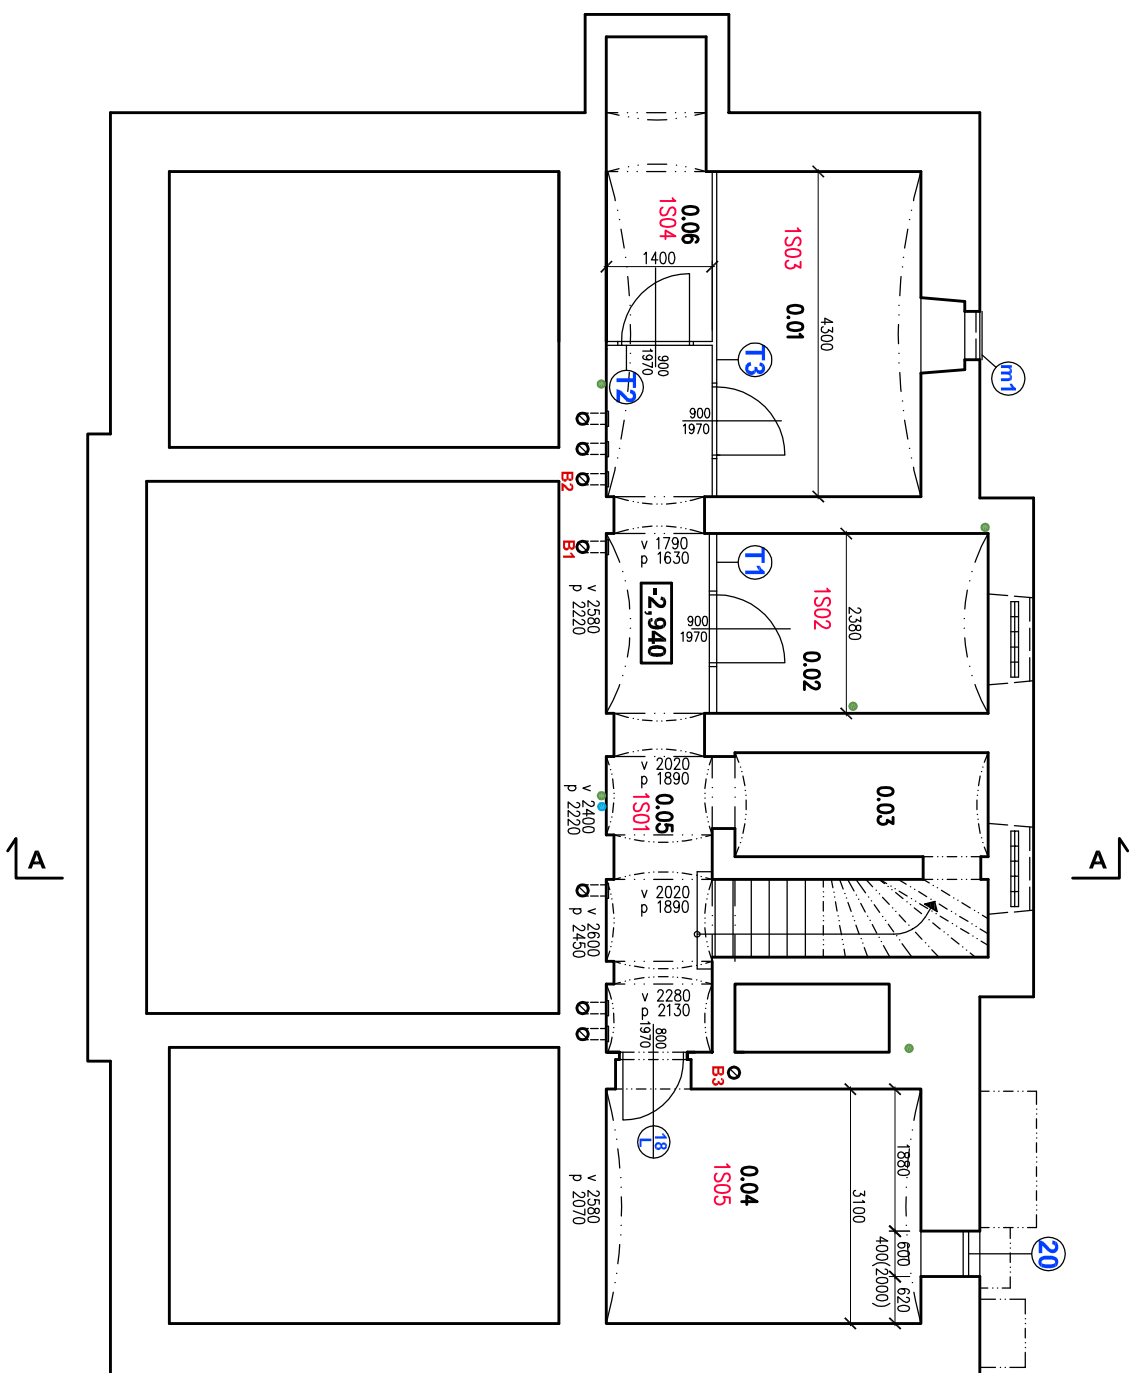 0.06
1S04
1400
1S03
0.01
4300
m1
T3
T2
900
1970
900
1970
B2
B1
v 1790
p 1630
v 2580
p 2220
-2,940
T1
900
1970
1S02
0.02
2380
v 2020
p 1890
0.05
1S01
v 2400
p 2220
0.03
A
A
v 2020
p 1890
v 2600
p 2450
v 2280
p 2130
800
1970
B3
18
L
0.04
1S05
v 2580
p 2070
1880
3100
600
400(2000)
620
20